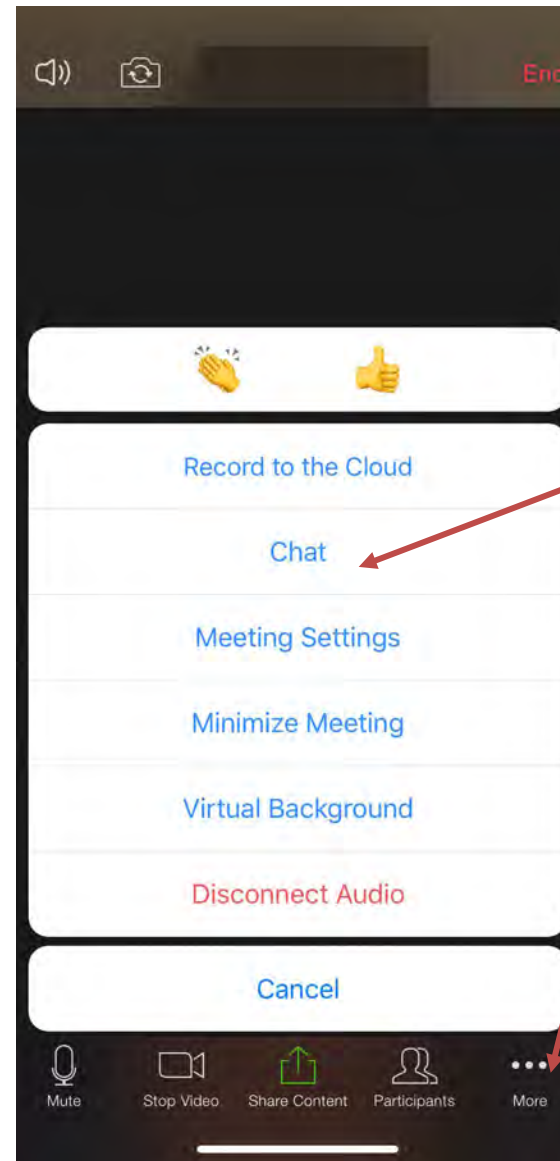 End
Record to the Cloud
Chat
Meeting Settings
Minimize Meeting
Virtual Background
Disconnect Audio
Cancel
Mute Stop Video Share Content Participants More